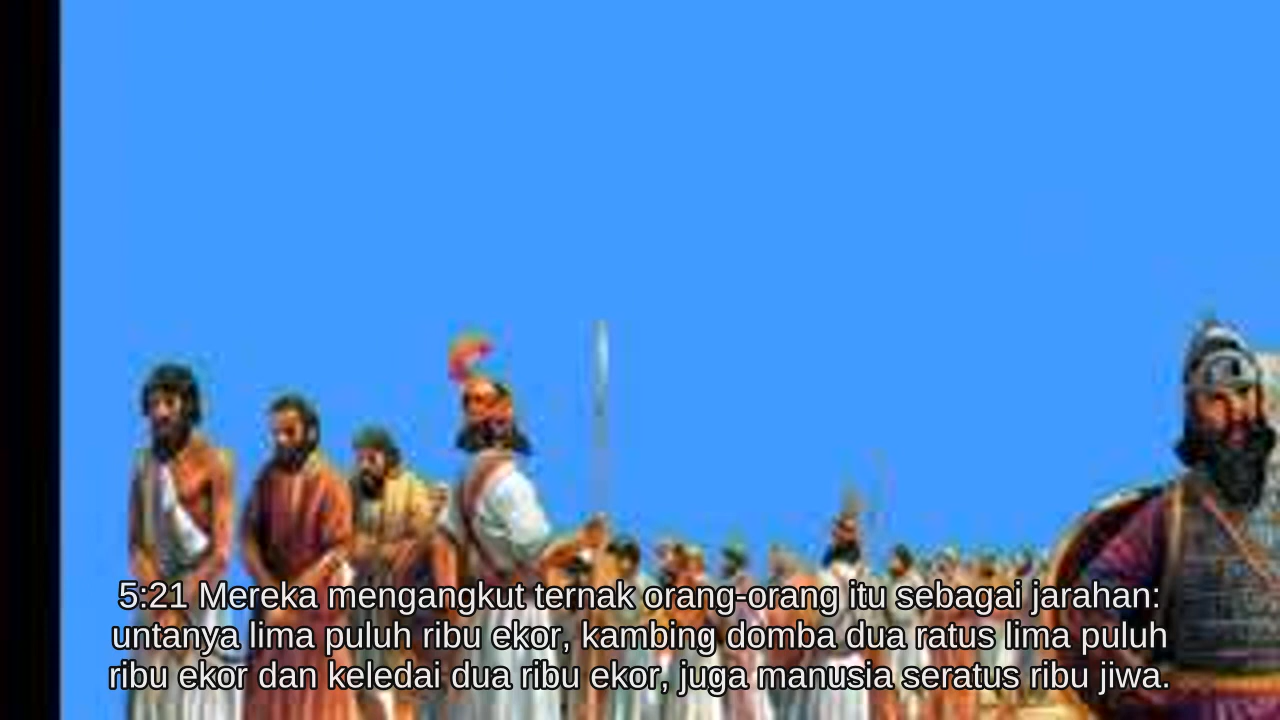 5:21 Mereka mengangkut ternak orang-orang itu sebagai jarahan:
untanya lima puluh ribu ekor, kambing domba dua ratus lima puluh
ribu ekor dan keledai dua ribu ekor, juga manusia seratus ribu jiwa.